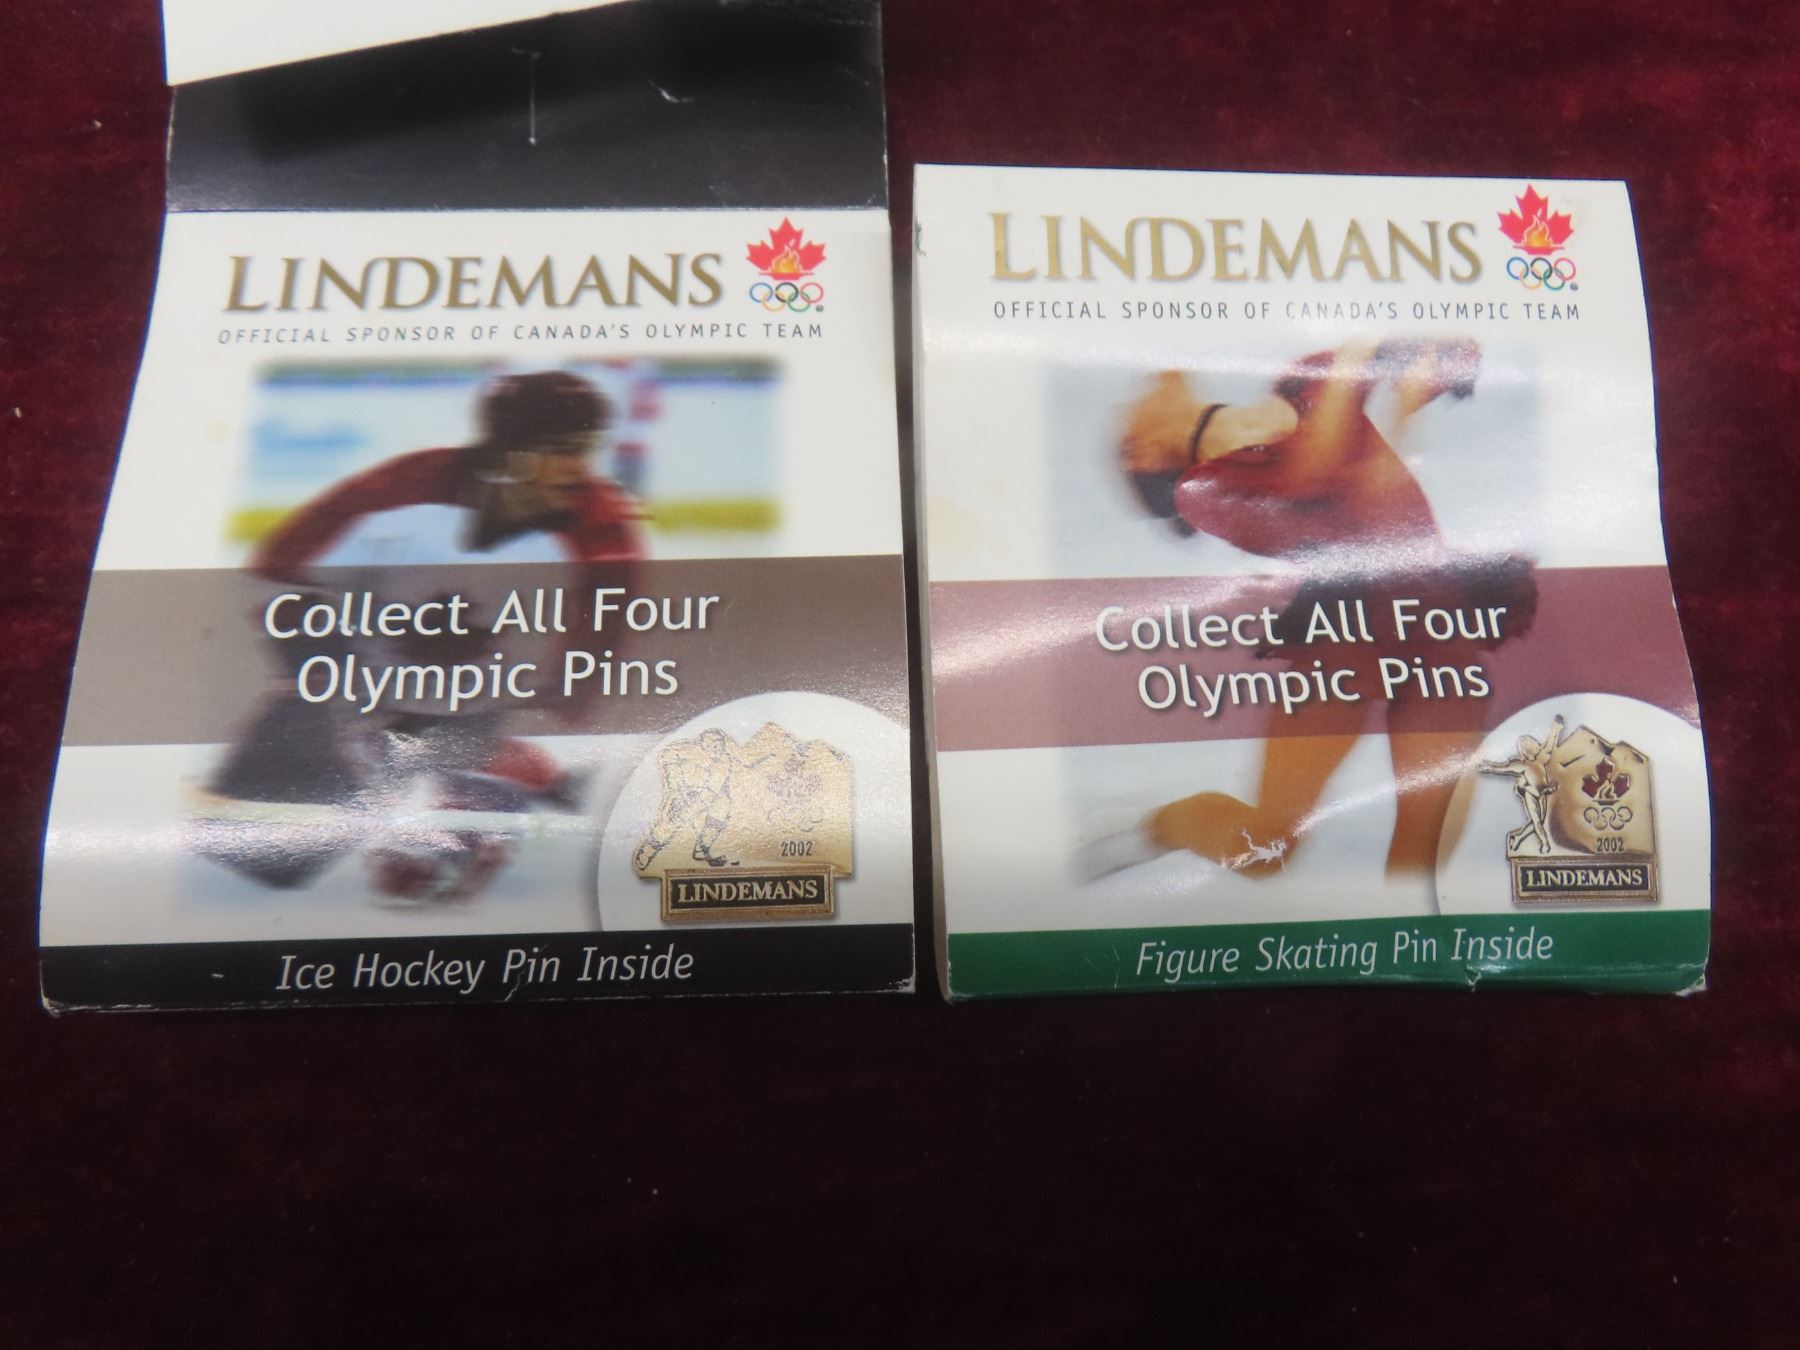 LINDEMANS
OFFICIAL SPONSOR OF CANADA'S OLYMPIC TEAM
Collect All Four
Olympic Pins
2002
LINDEMANS
Ice Hockey Pin Inside
LINDEMANS
OFFICIAL SPONSOR OF CANADA'S OLYMPIC TEAM
Collect All Four
Olympic Pins
2002
LINDEMANS
Figure Skating Pin Inside